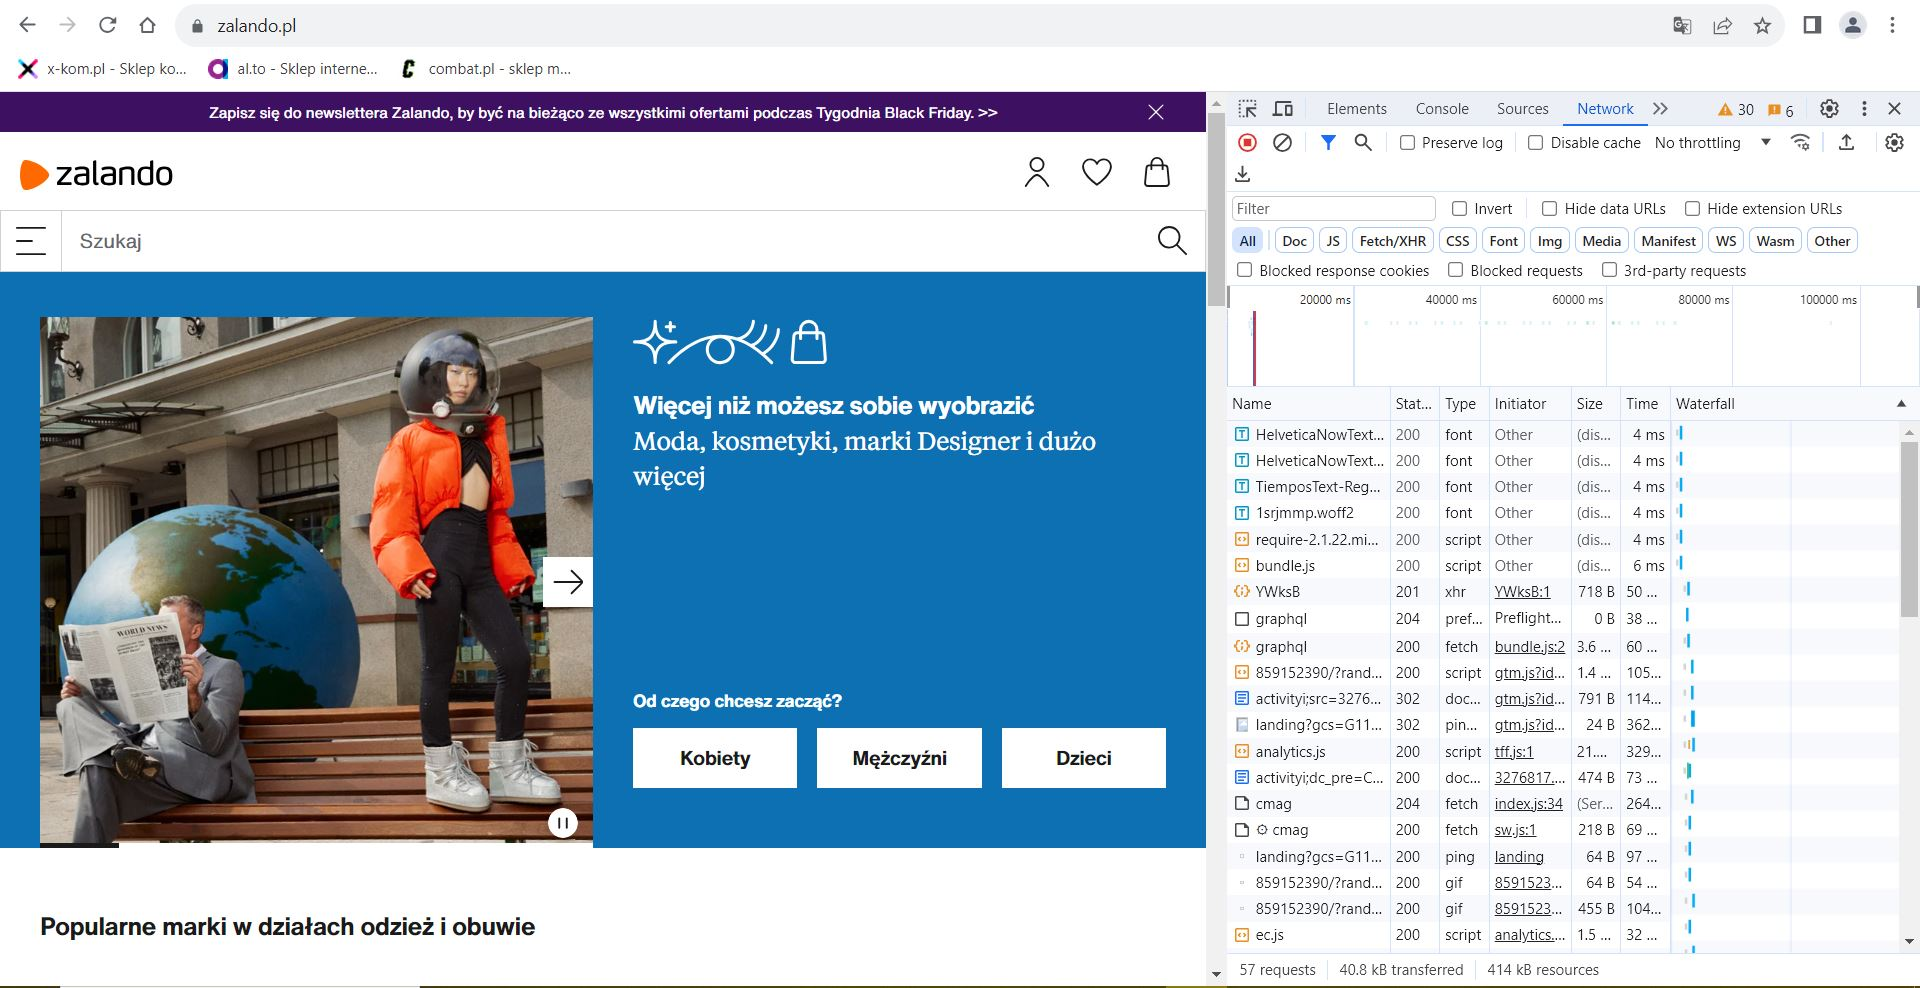 zalando.pl
x-kom.pl - Sklep ko...
al.to - Sklep interne...
combat.pl - sklep m...
Zapisz się do newslettera Zalando, by być na bieżąco ze wszystkimi ofertami podczas Tygodnia Black Friday. >>
zalando
Szukaj
Więcej niż możesz sobie wyobrazić
Moda, kosmetyki, marki Designer i dużo
więcej
WORLD NEWS
Od czego chcesz zacząć?
Kobiety Mężczyźni Dzieci
Popularne marki w działach odzież i obuwie
Elements Console Sources Network 30 6
Preserve log Disable cache No throttling
Filter Invert Hide data URLs Hide extension URLs
All Doc JS Fetch/XHR CSS Font Img Media Manifest WS Wasm Other
Blocked response cookies Blocked requests 3rd-party requests
20000 ms 40000 ms 60000 ms 80000 ms 100000 ms
Name Stat... Type Initiator Size Time Waterfall
HelveticaNowText... 200 font Other (dis... 4 ms
HelveticaNowText... 200 font Other (dis... 4 ms
TiemposText-Reg... 200 font Other (dis... 4 ms
1srjmmp.woff2 200 font Other (dis... 4 ms
require-2.1.22.mi... 200 script Other (dis... 4 ms
bundle.js 200 script Other (dis... 6 ms
YWksB 201 xhr YWksB:1 718 B 50 ...
graphql 204 pref... Preflight... 0 B 38 ...
graphql 200 fetch bundle.js:2 3.6 ... 60 ...
859152390/?rand... 200 script gtm.js?id... 1.4 ... 105...
activityi;src=3276... 302 doc... gtm.js?id... 791 B 114...
landing?gcs=G11... 302 pin... gtm.js?id... 24 B 362...
analytics.js 200 script tff.js:1 21.... 329...
activityi;dc_pre=C... 200 doc... 3276817.... 474 B 73 ...
cmag 204 fetch index.js:34 (Ser... 264...
cmag 200 fetch sw.js:1 218 B 69 ...
landing?gcs=G11... 200 ping landing 64 B 97 ...
859152390/?rand... 200 gif 8591523... 64 B 54 ...
859152390/?rand... 200 gif 8591523... 455 B 104...
ec.js 200 script analytics.... 1.5 ... 32 ...
57 requests 40.8 kB transferred 414 kB resources